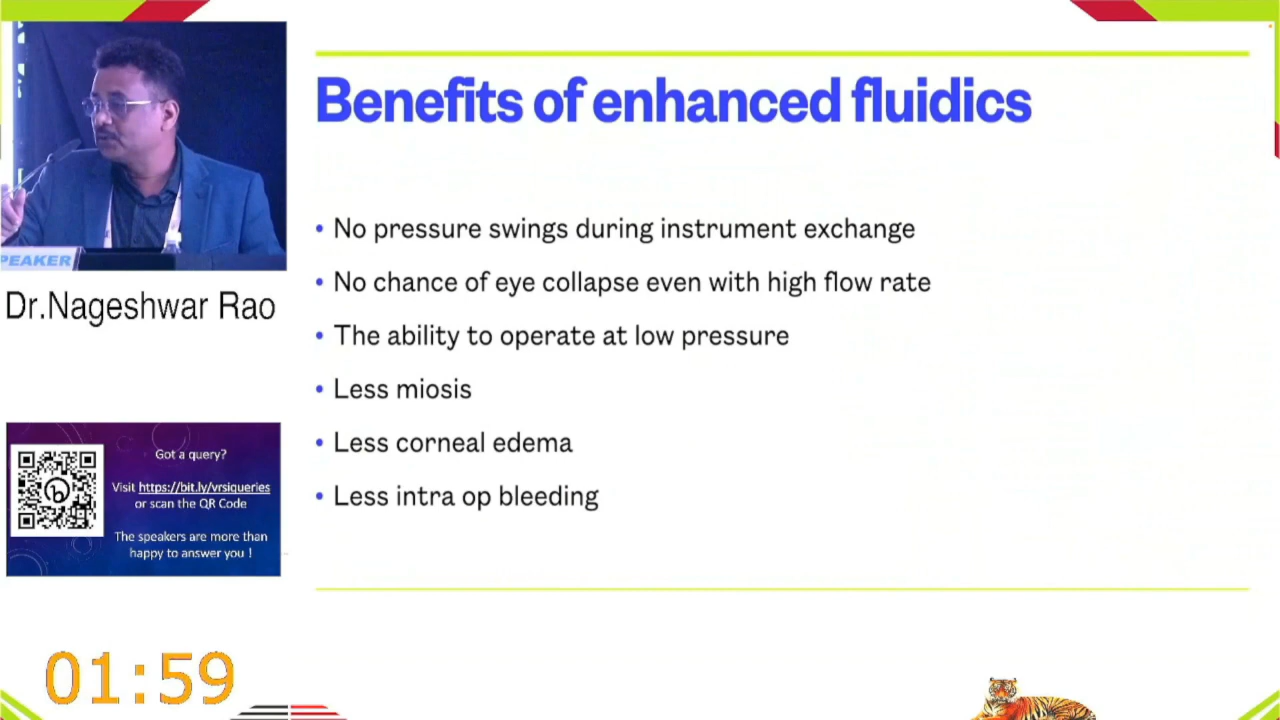 Benefits of enhanced fluidics
• No pressure swings during instrument exchange
• No chance of eye collapse even with high flow rate
• The ability to operate at low pressure
• Less miosis
• Less corneal edema
• Less intra op bleeding
PEAKER
Dr.Nageshwar Rao
Got a query?
Visit https://bit.ly/vrsiqueries
or scan the QR Code
The speakers are more than
happy to answer you !
01:59